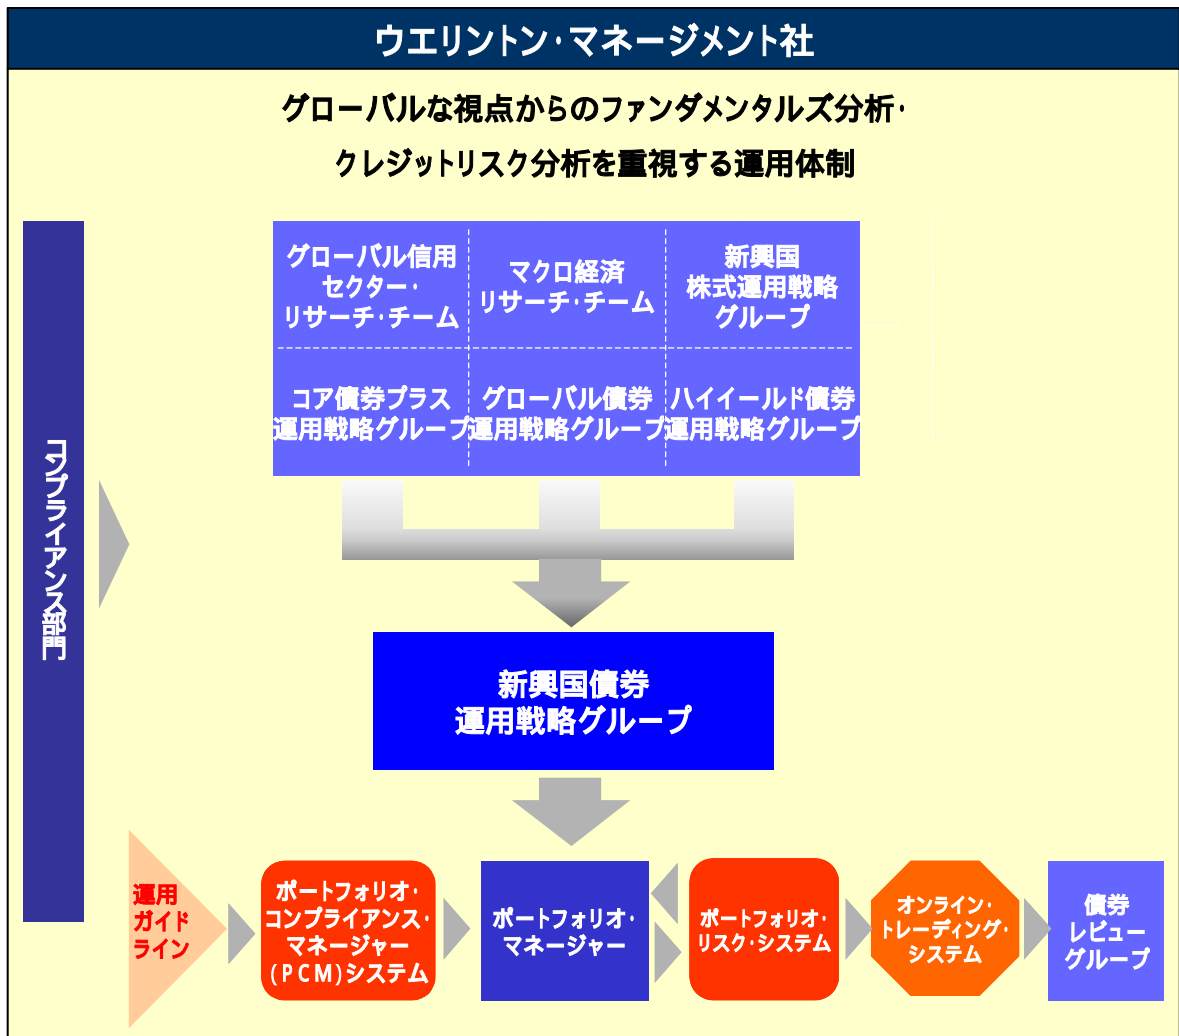 ウエリントン・マネージメント社
グローバルな視点からのファンダメンタルズ分析・
クレジットリスク分析を重視する運用体制
コンプライアンス部門
グローバル信用
セクター・
リサーチ・チーム
マクロ経済
リサーチ・チーム
新興国
株式運用戦略
グループ
コア債券プラス
運用戦略グループ
グローバル債券
運用戦略グループ
ハイイールド債券
運用戦略グループ
新興国債券
運用戦略グループ
運用
ガイド
ライン
ポートフォリオ・
コンプライアンス・
マネージャー
(PCM)システム
ポートフォリオ・
マネージャー
ポートフォリオ・
リスク・システム
オンライン・
トレーディング・
システム
債券
レビュー
グループ